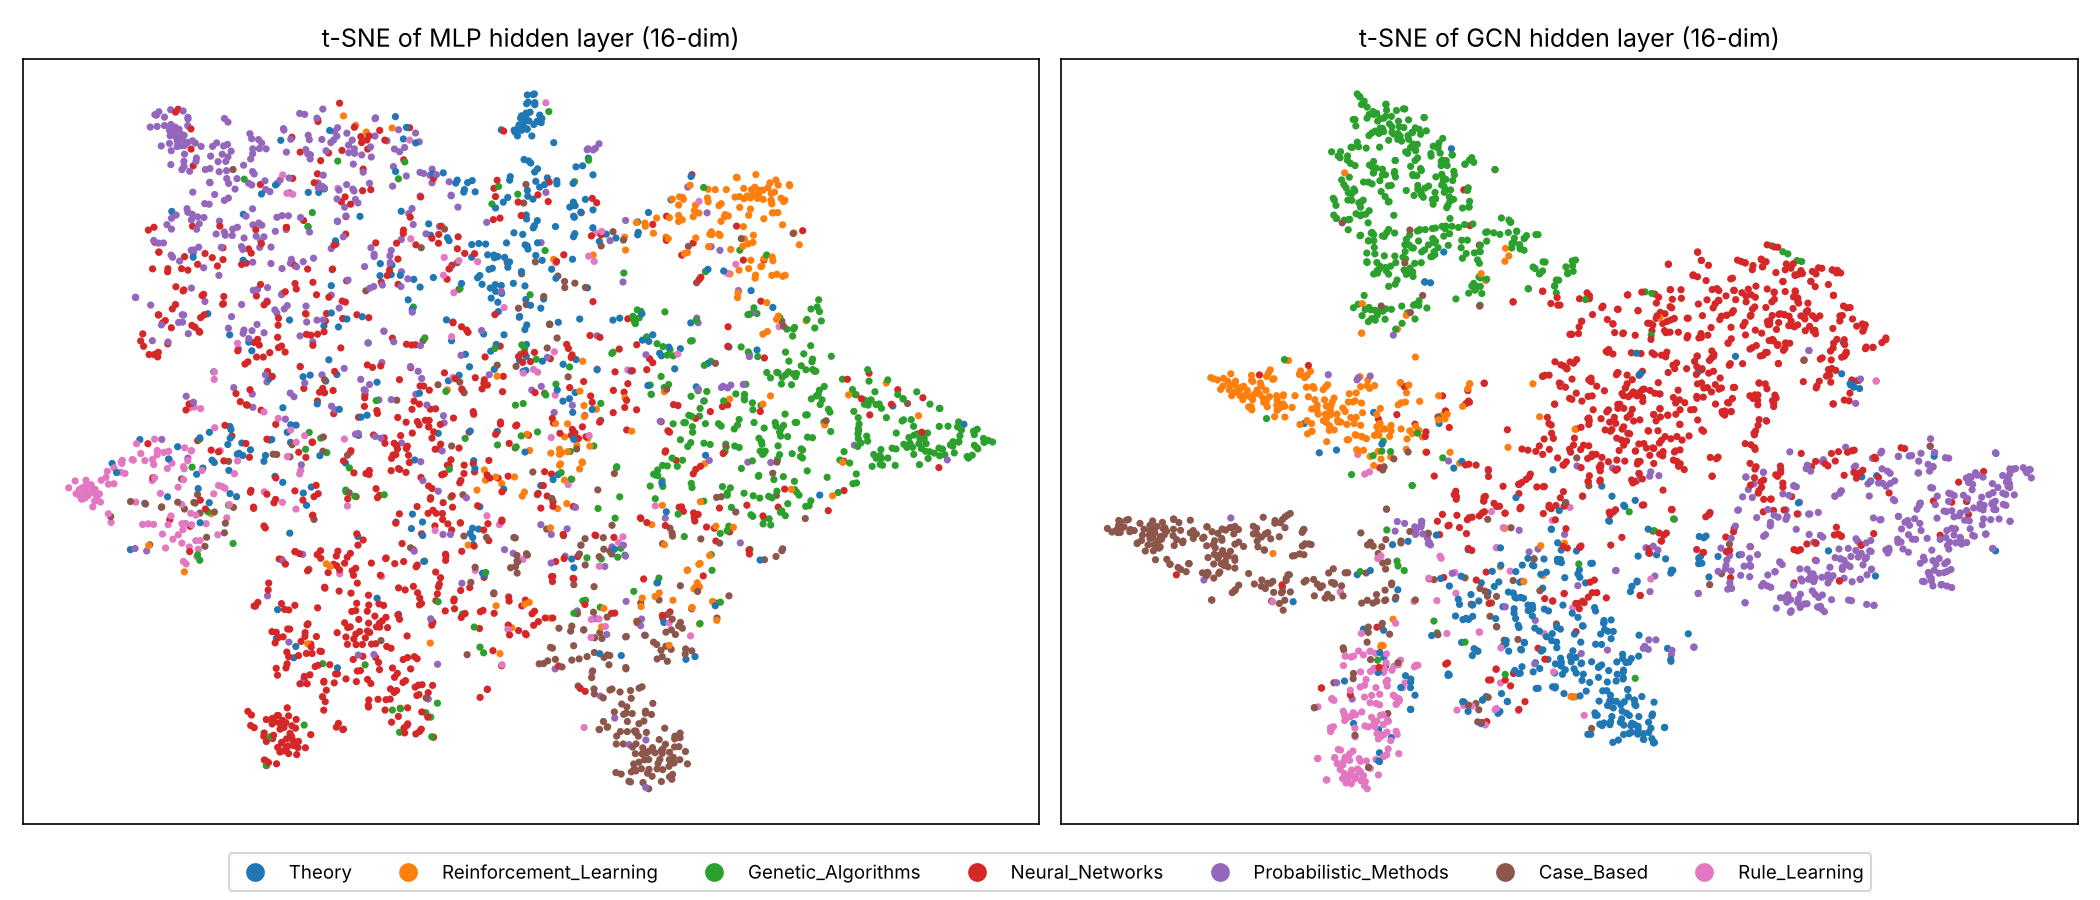 t-SNE of MLP hidden layer (16-dim)
t-SNE of GCN hidden layer (16-dim)
Theory Reinforcement_Learning Genetic_Algorithms Neural_Networks Probabilistic_Methods Case_Based Rule_Learning